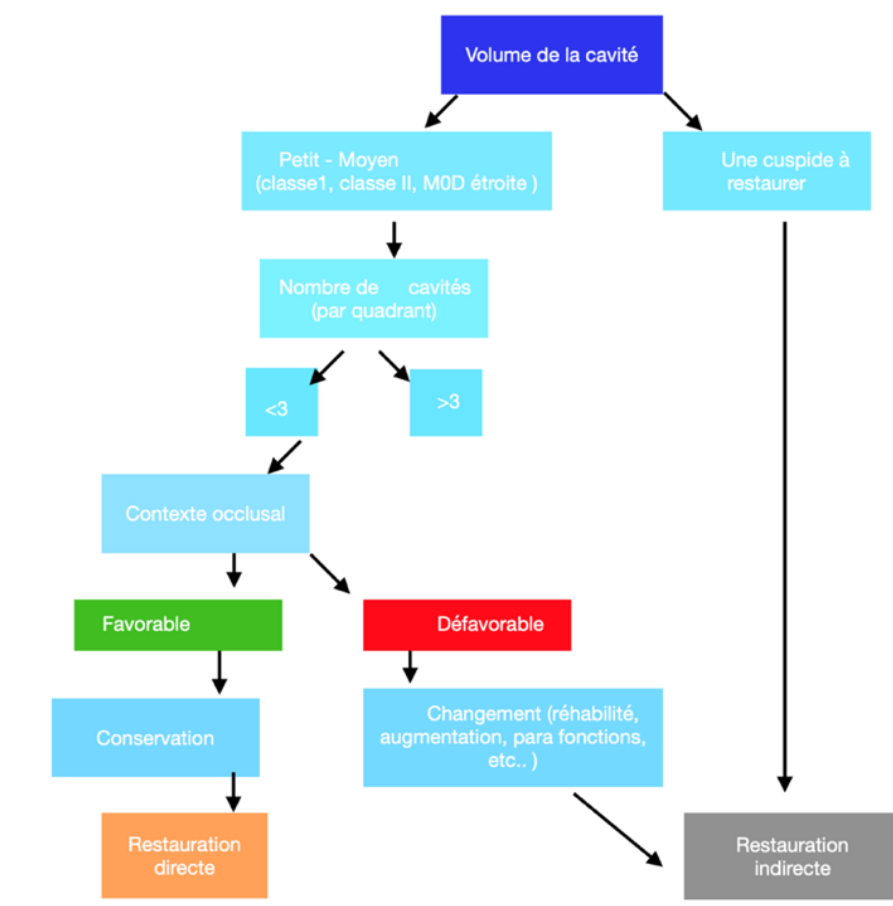 Volume de la cavité
Petit - Moyen
(classe1, classe II, M0D étroite )
Une cuspide à
restaurer
Nombre de cavités
(par quadrant)
<3
>3
Contexte occlusal
Favorable
Défavorable
Conservation
Changement (réhabilité,
augmentation, para fonctions,
etc.. )
Restauration
directe
Restauration
indirecte